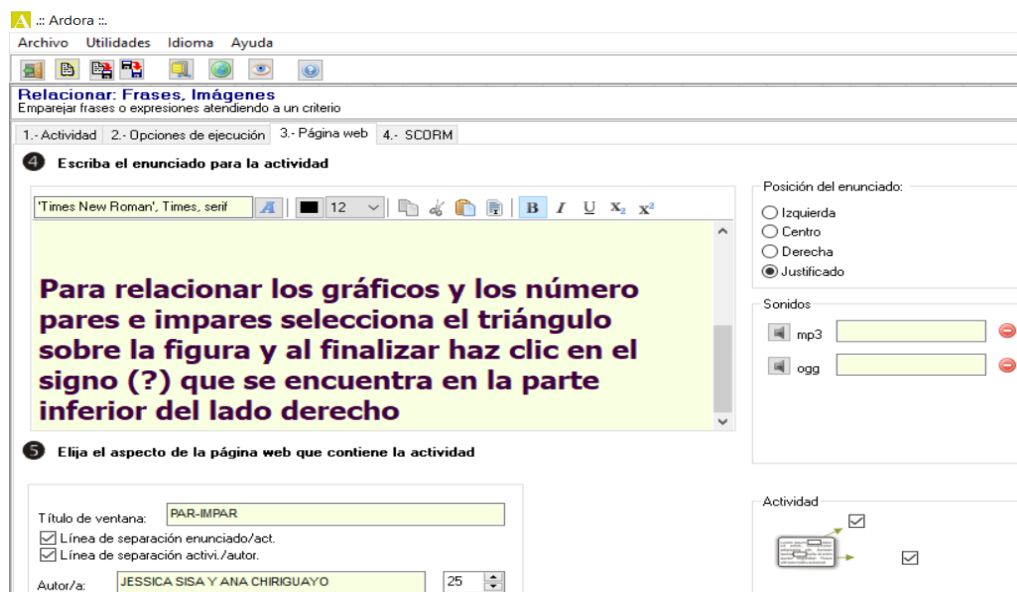 .:: Ardora ::.
Archivo Utilidades Idioma Ayuda
Relacionar: Frases, Imágenes
Emparejar frases o expresiones atendiendo a un criterio
1.- Actividad 2.- Opciones de ejecución 3.- Página web 4.- SCORM
4 Escriba el enunciado para la actividad
'Times New Roman', Times, serif A 12 B I U X₂ X²
Para relacionar los gráficos y los número
pares e impares selecciona el triángulo
sobre la figura y al finalizar haz clic en el
signo (?) que se encuentra en la parte
inferior del lado derecho
Posición del enunciado:
Izquierda
Centro
Derecha
Justificado
Sonidos
mp3
ogg
5 Elija el aspecto de la página web que contiene la actividad
Título de ventana: PAR-IMPAR
Línea de separación enunciado/act.
Línea de separación activi./autor.
Autor/a: JESSICA SISA Y ANA CHIRIGUAYO 25
Actividad